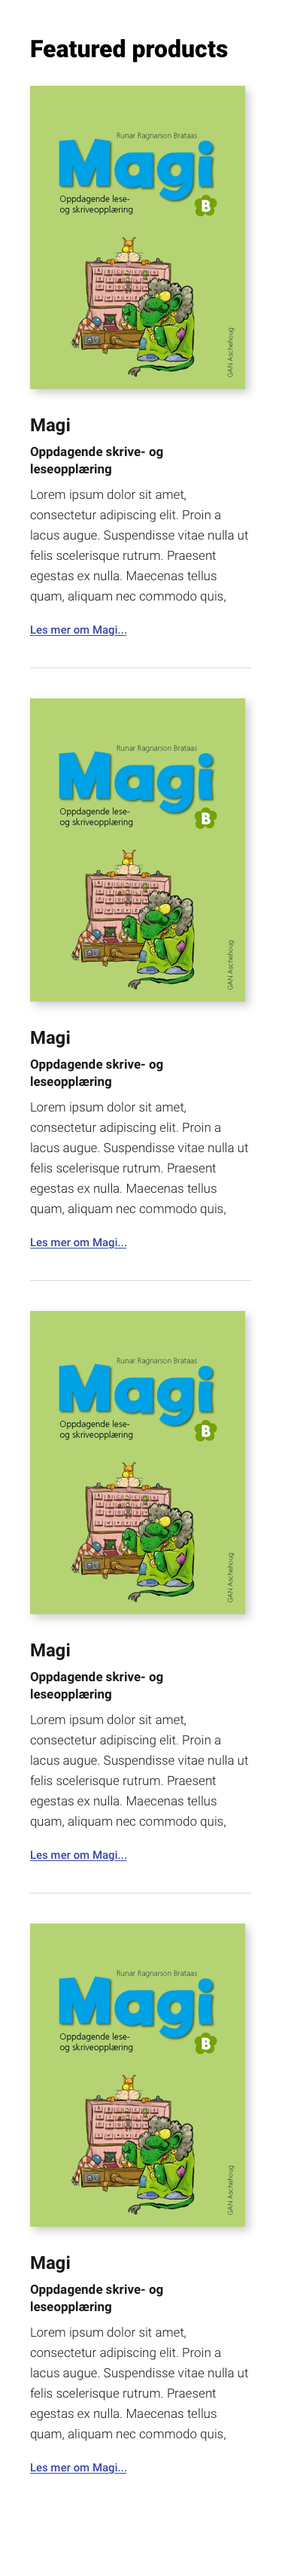 Featured products
Runar Ragnarson Brataas
Magi
Oppdagende lese-
og skriveopplæring
B
GAN Aschehoug
Magi
Oppdagende skrive- og
leseopplæring
Lorem ipsum dolor sit amet,
consectetur adipiscing elit. Proin a
lacus augue. Suspendisse vitae nulla ut
felis scelerisque rutrum. Praesent
egestas ex nulla. Maecenas tellus
quam, aliquam nec commodo quis,
Les mer om Magi...
Runar Ragnarson Brataas
Magi
Oppdagende lese-
og skriveopplæring
B
GAN Aschehoug
Magi
Oppdagende skrive- og
leseopplæring
Lorem ipsum dolor sit amet,
consectetur adipiscing elit. Proin a
lacus augue. Suspendisse vitae nulla ut
felis scelerisque rutrum. Praesent
egestas ex nulla. Maecenas tellus
quam, aliquam nec commodo quis,
Les mer om Magi...
Runar Ragnarson Brataas
Magi
Oppdagende lese-
og skriveopplæring
B
GAN Aschehoug
Magi
Oppdagende skrive- og
leseopplæring
Lorem ipsum dolor sit amet,
consectetur adipiscing elit. Proin a
lacus augue. Suspendisse vitae nulla ut
felis scelerisque rutrum. Praesent
egestas ex nulla. Maecenas tellus
quam, aliquam nec commodo quis,
Les mer om Magi...
Runar Ragnarson Brataas
Magi
Oppdagende lese-
og skriveopplæring
B
GAN Aschehoug
Magi
Oppdagende skrive- og
leseopplæring
Lorem ipsum dolor sit amet,
consectetur adipiscing elit. Proin a
lacus augue. Suspendisse vitae nulla ut
felis scelerisque rutrum. Praesent
egestas ex nulla. Maecenas tellus
quam, aliquam nec commodo quis,
Les mer om Magi...